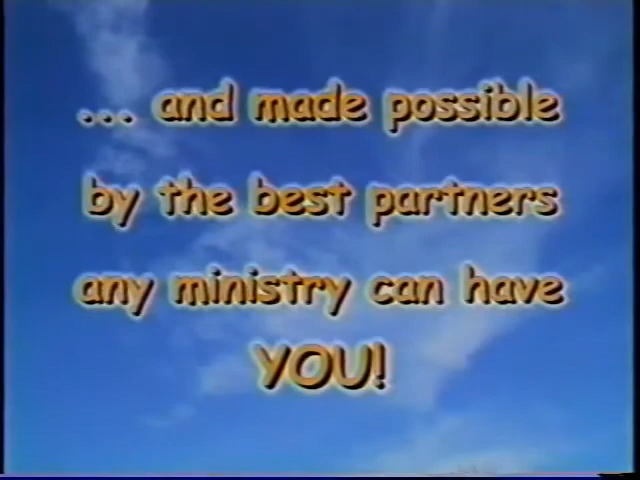 ... and made possible
by the best partners
any ministry can have
YOU!